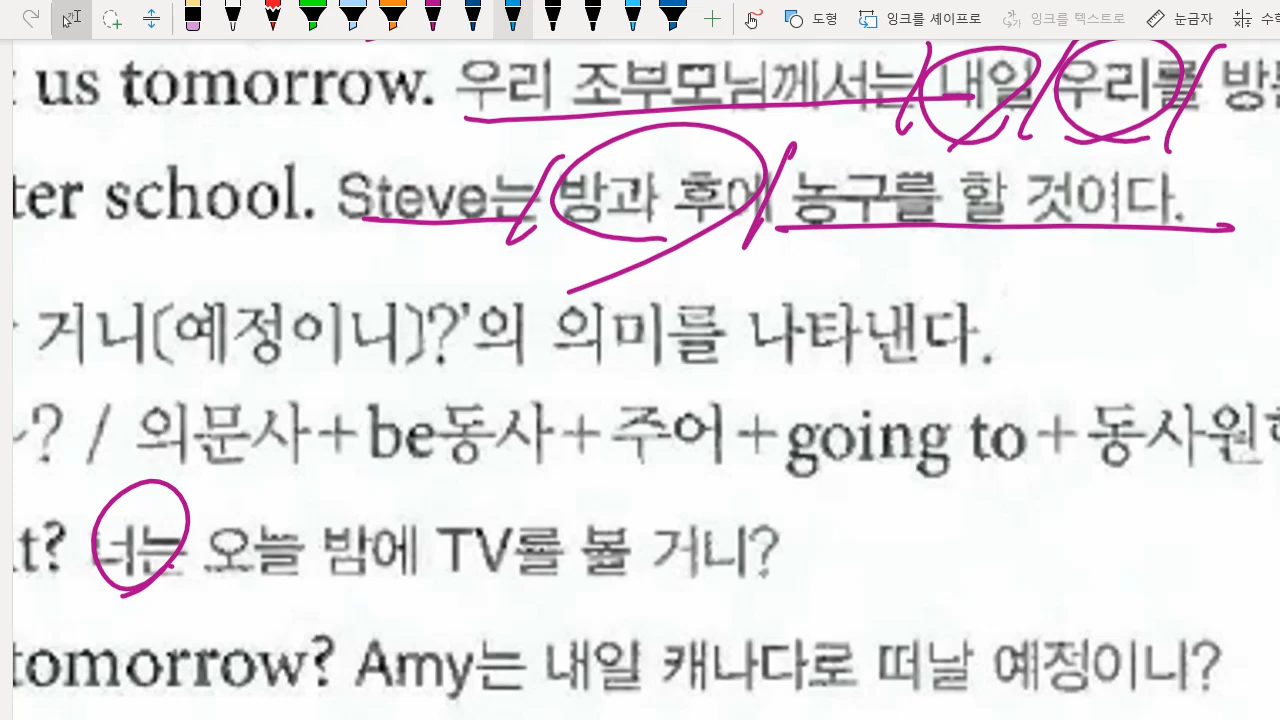 도형 잉크를 셰이프로 잉크를 텍스트로 눈금자
us tomorrow. 우리 조부모님께서는 내일 우리를
ter school. Steve는 방과 후에 농구를 할 것이다.
거니(예정이니)?'의 의미를 나타낸다.
? / 의문사+be동사+주어+going to+동사원
t? 너는 오늘 밤에 TV를 볼 거니?
tomorrow? Amy는 내일 캐나다로 떠날 예정이니?